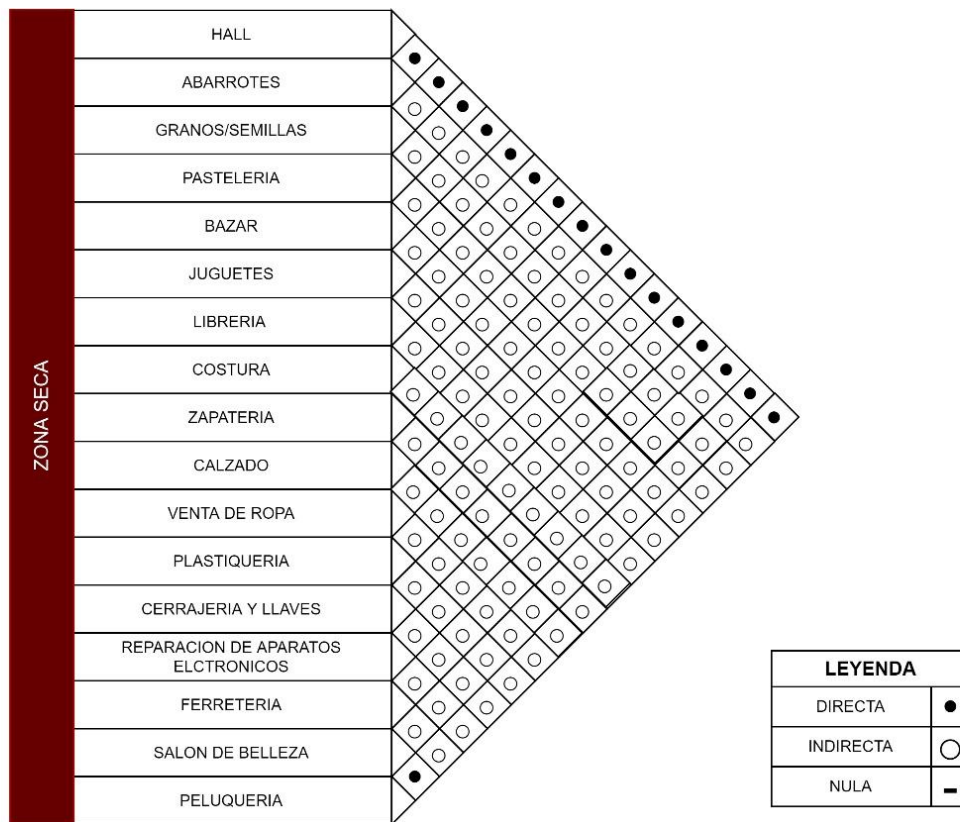 ZONA SECA
HALL
ABARROTES
GRANOS/SEMILLAS
PASTELERIA
BAZAR
JUGUETES
LIBRERIA
COSTURA
ZAPATERIA
CALZADO
VENTA DE ROPA
PLASTIQUERIA
CERRAJERIA Y LLAVES
REPARACION DE APARATOS
ELCTRONICOS
FERRETERIA
SALON DE BELLEZA
PELUQUERIA
LEYENDA
DIRECTA
INDIRECTA
NULA